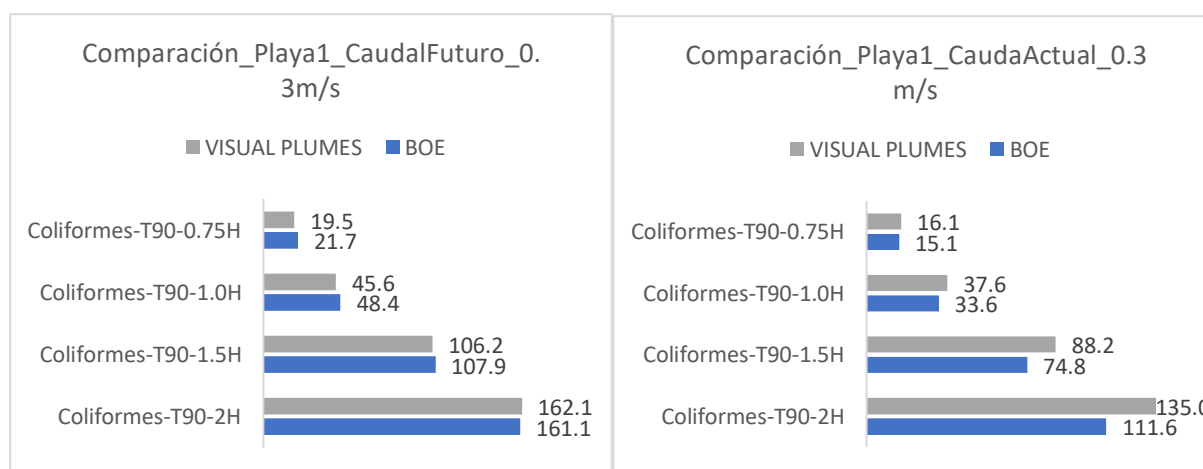 Comparación_Playa1_CaudalFuturo_0.
3m/s
VISUAL PLUMES BOE
Coliformes-T90-0.75H 19.5
21.7
Coliformes-T90-1.0H 45.6
48.4
Coliformes-T90-1.5H 106.2
107.9
Coliformes-T90-2H 162.1
161.1
Comparación_Playa1_CaudaActual_0.3
m/s
VISUAL PLUMES BOE
Coliformes-T90-0.75H 16.1
15.1
Coliformes-T90-1.0H 37.6
33.6
Coliformes-T90-1.5H 88.2
74.8
Coliformes-T90-2H 135.0
111.6